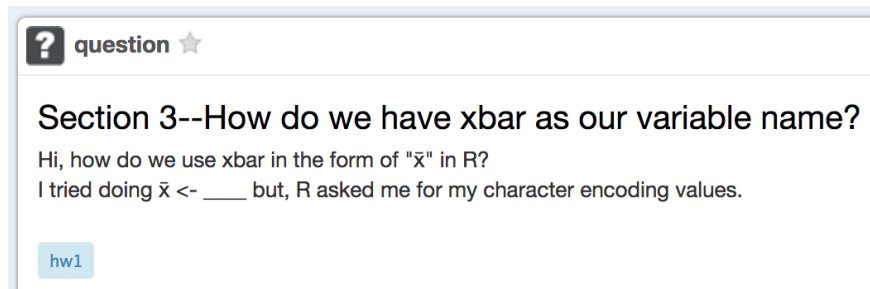 ? question
Section 3--How do we have xbar as our variable name?
Hi, how do we use xbar in the form of "x̄" in R?
I tried doing x̄ <- ____ but, R asked me for my character encoding values.
hw1